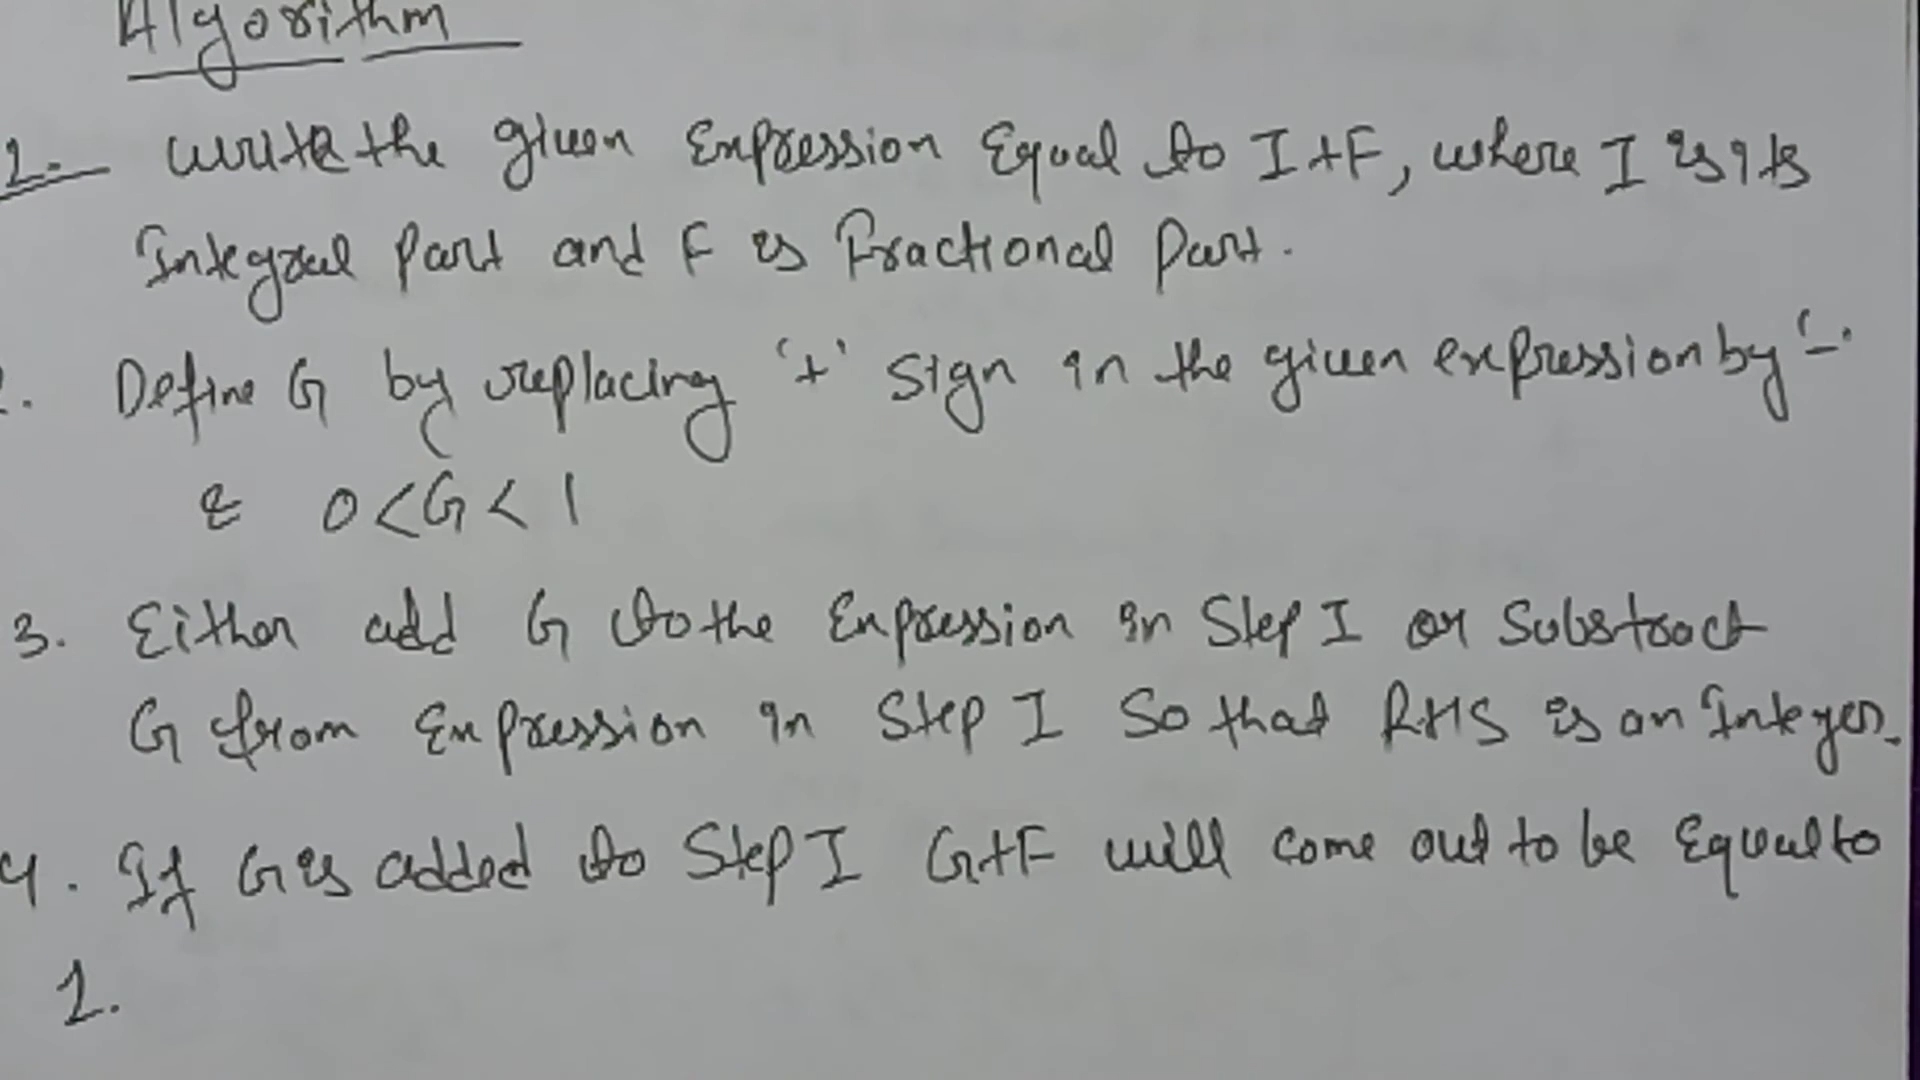 Algorithm
1. Write the given Expression Equal to I+F, where I is its
Integral part and F is Fractional Part.
2. Define G by replacing '+' sign in the given expression by '-'
& 0<G<1
3. Either add G to the Expression in Step I or Substract
G from Expression in Step I So that RHS is an Integer.
4. If G is added to Step I G+F will come out to be Equal to
1.